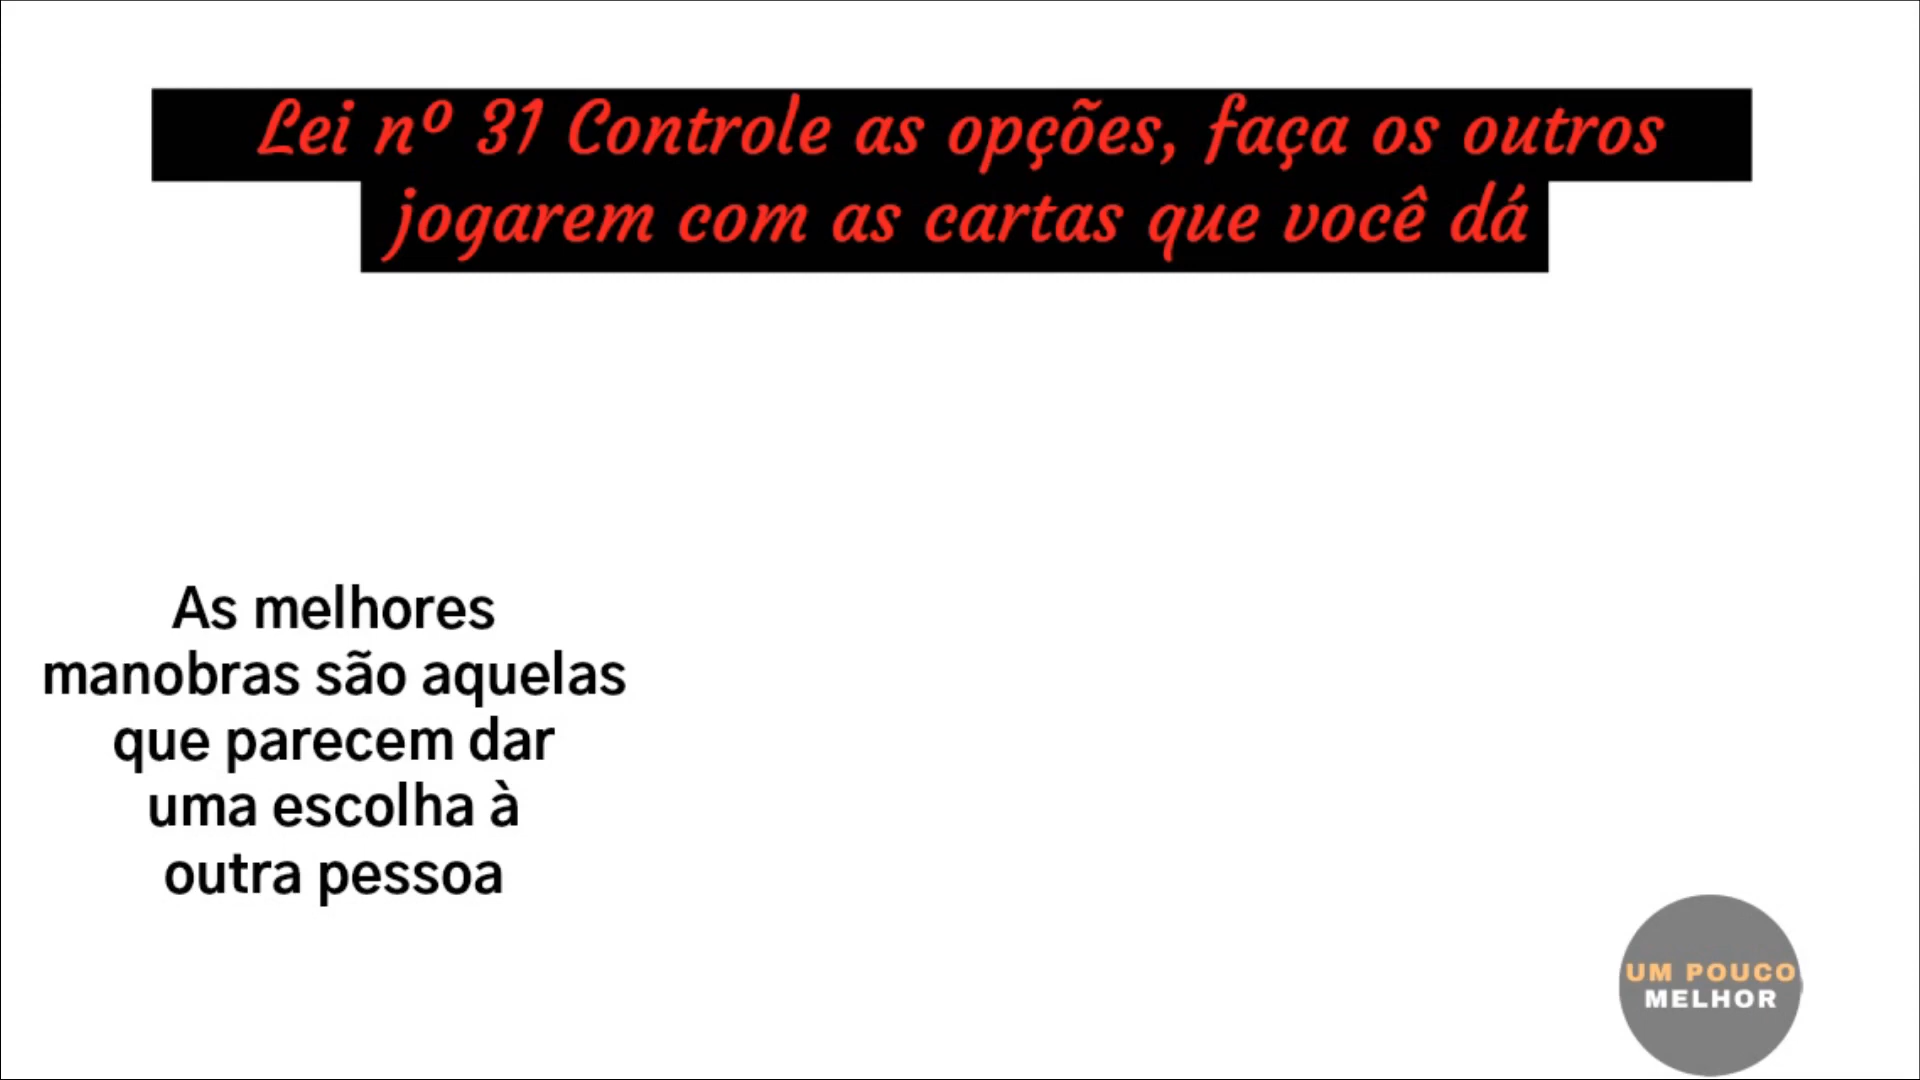 Lei nº 31 Controle as opções, faça os outros
jogarem com as cartas que você dá
As melhores
manobras são aquelas
que parecem dar
uma escolha à
outra pessoa
UM POUCO
MELHOR